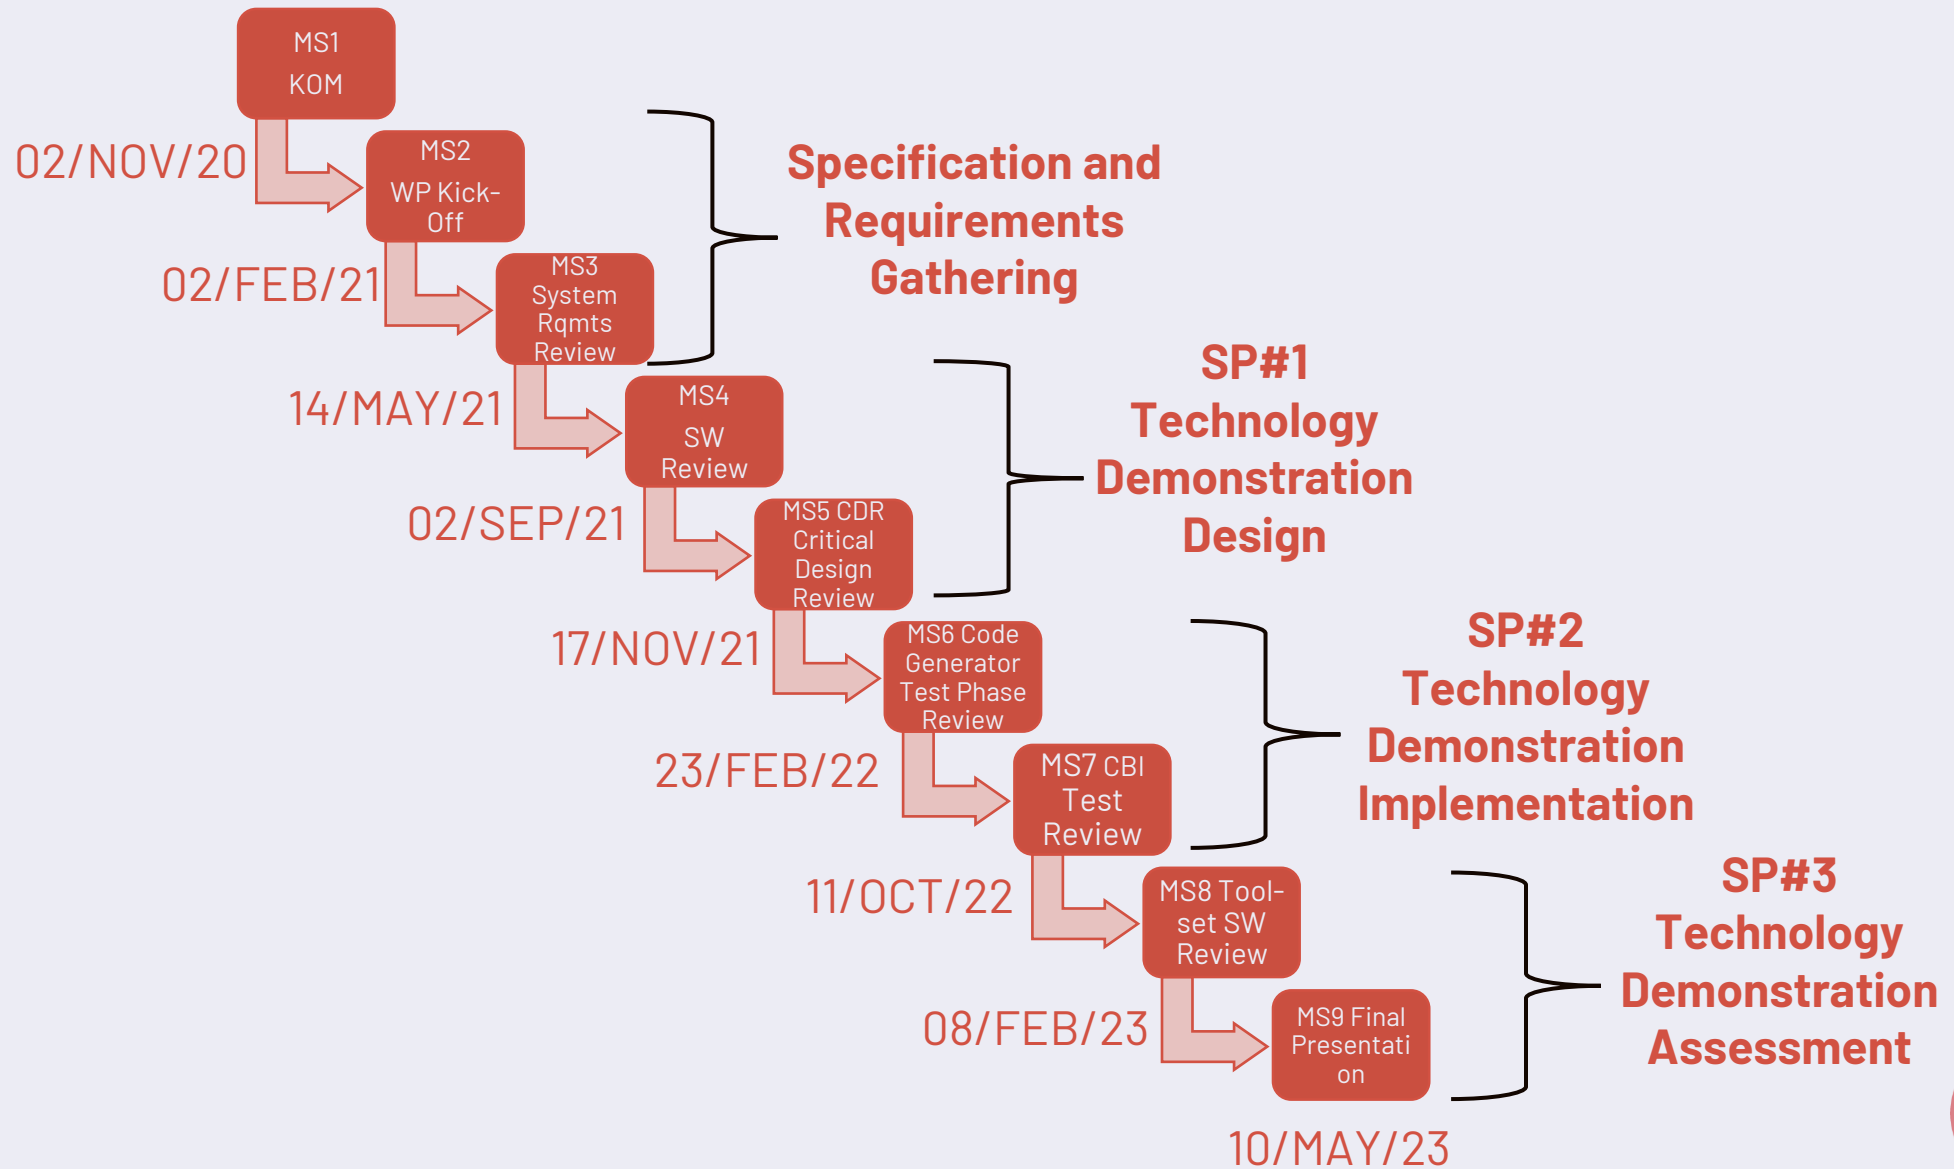 MS1
KOM
02/NOV/20
MS2
WP Kick-
Off
Specification and
Requirements
Gathering
02/FEB/21
MS3
System
Rqmts
Review
14/MAY/21
MS4
SW
Review
SP#1
Technology
Demonstration
Design
02/SEP/21
MS5 CDR
Critical
Design
Review
17/NOV/21
MS6 Code
Generator
Test Phase
Review
SP#2
Technology
Demonstration
Implementation
23/FEB/22
MS7 CBI
Test
Review
11/OCT/22
MS8 Tool-
set SW
Review
SP#3
Technology
Demonstration
Assessment
08/FEB/23
MS9 Final
Presentati
on
10/MAY/23